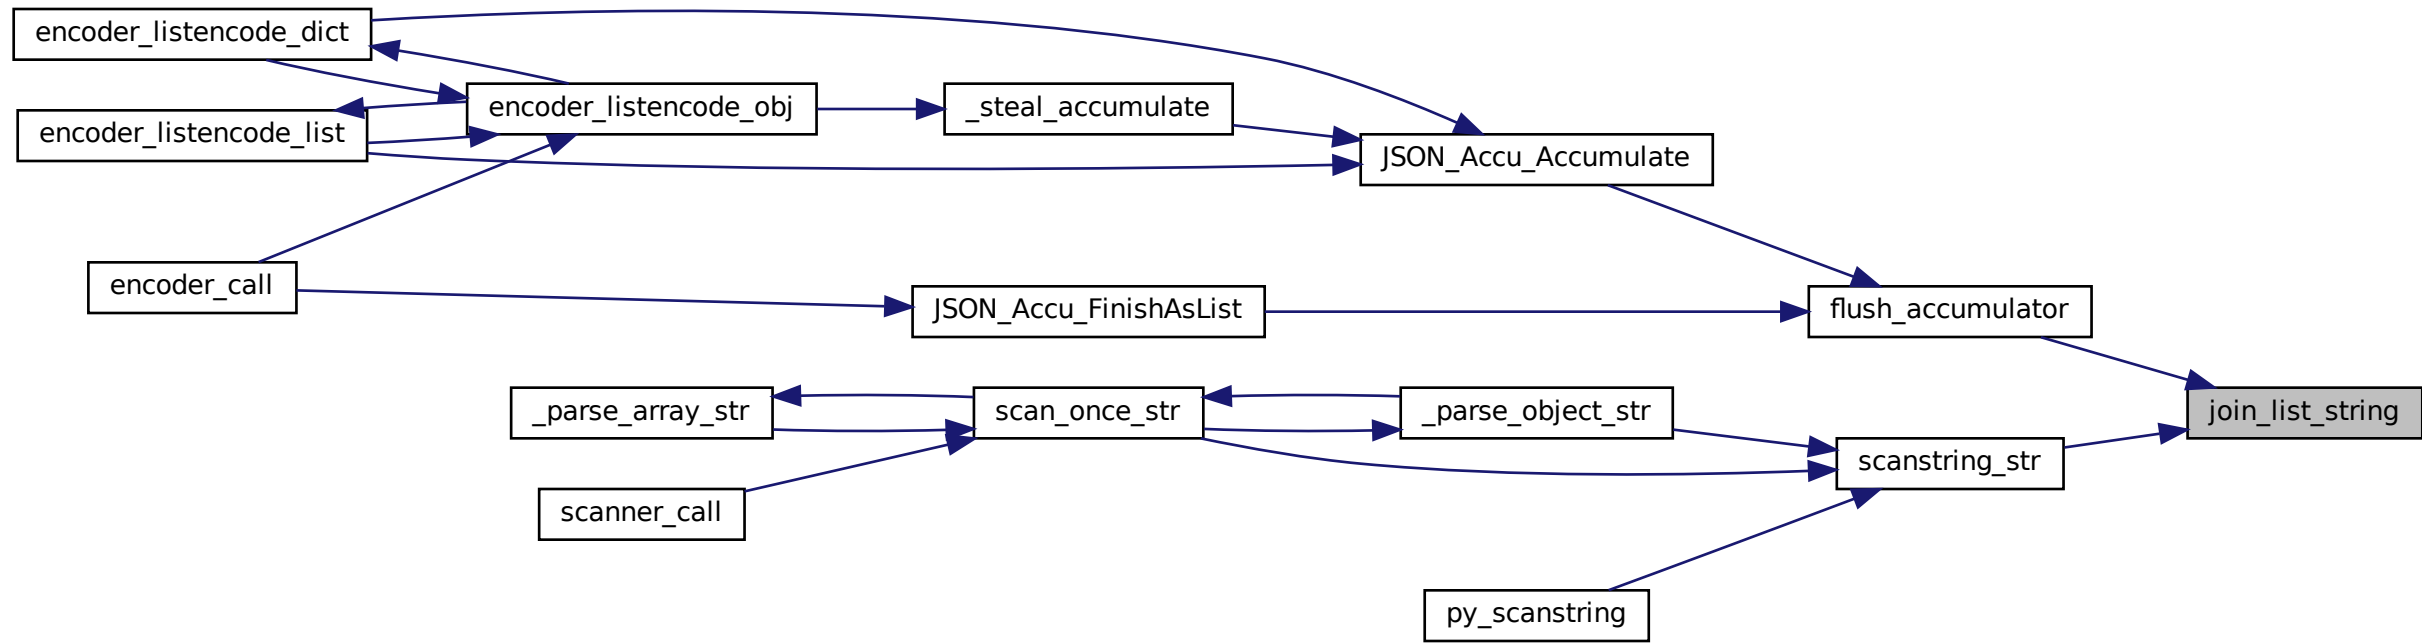 encoder_listencode_dict
encoder_listencode_obj
_steal_accumulate
encoder_listencode_list
JSON_Accu_Accumulate
encoder_call
JSON_Accu_FinishAsList
flush_accumulator
_parse_array_str
scan_once_str
_parse_object_str
join_list_string
scanstring_str
scanner_call
py_scanstring